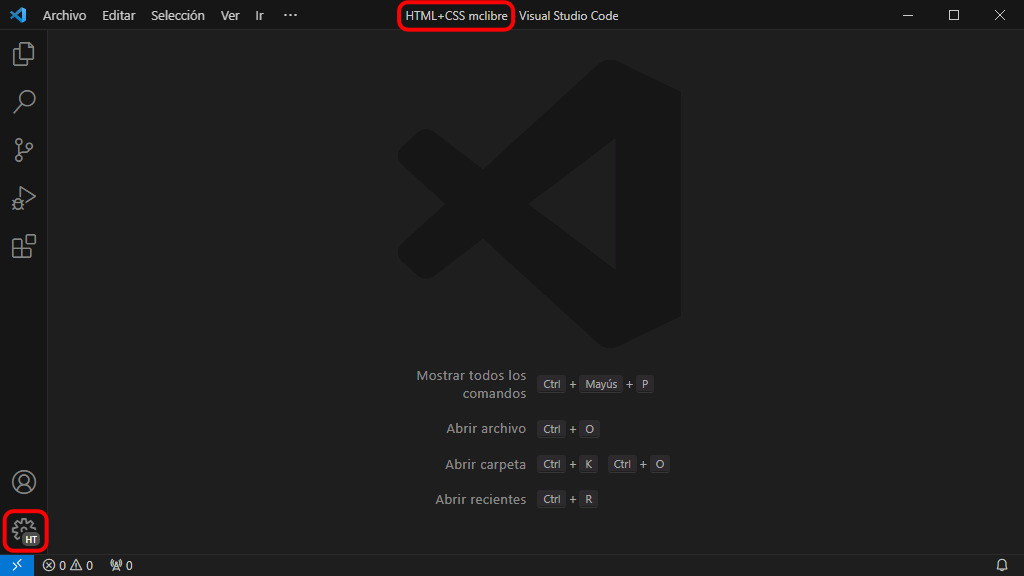 Archivo Editar Selección Ver Ir ··· HTML+CSS mclibre Visual Studio Code
Mostrar todos los
comandos Ctrl + Mayús + P
Abrir archivo Ctrl + O
Abrir carpeta Ctrl + K Ctrl + O
Abrir recientes Ctrl + R
HT
0 0 0